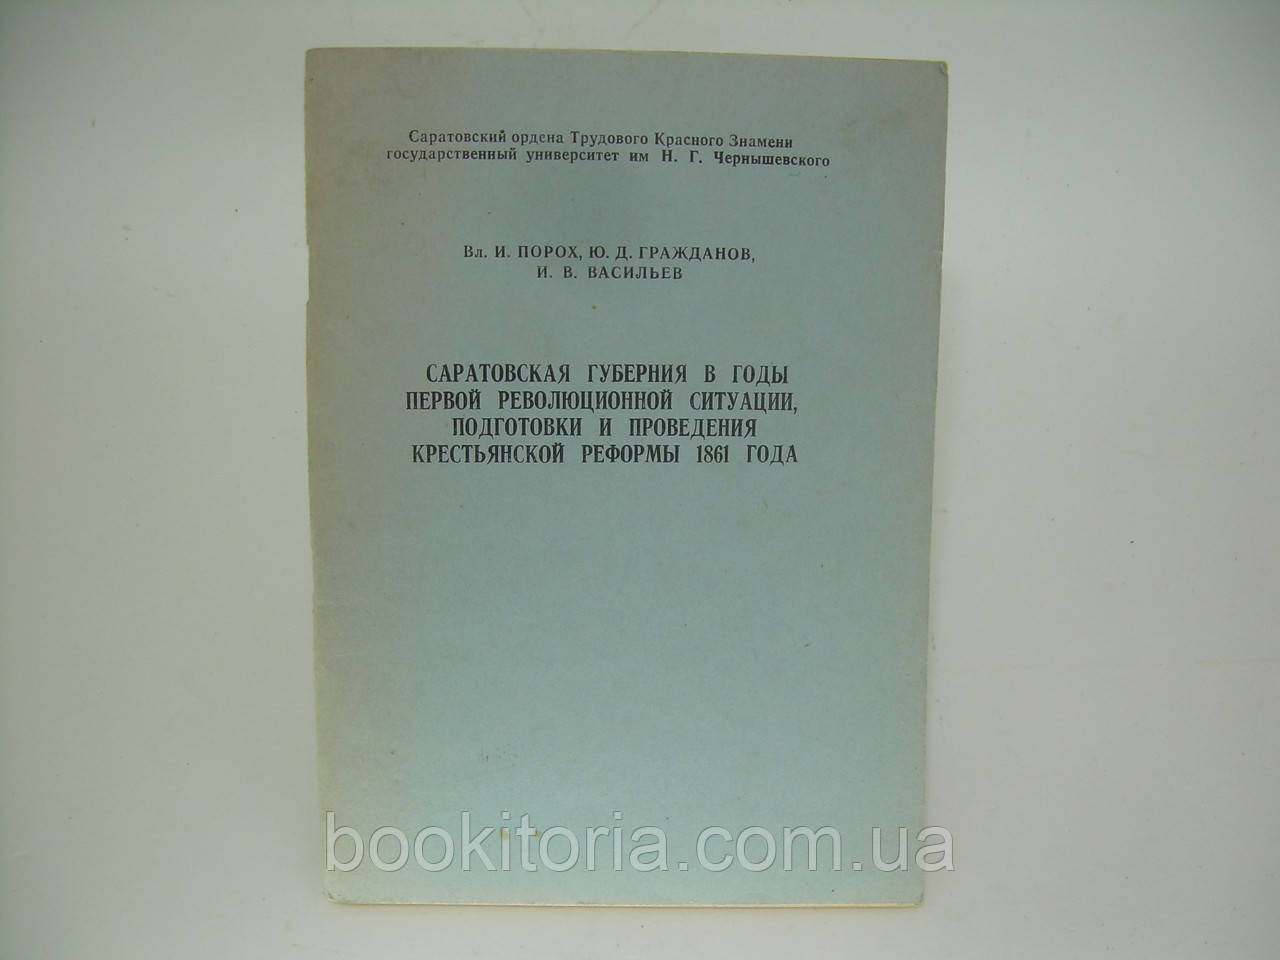 Саратовский ордена Трудового Красного Знамени
государственный университет им Н. Г. Чернышевского
Вл. И. ПОРОХ, Ю. Д. ГРАЖДАНОВ,
И. В. ВАСИЛЬЕВ
САРАТОВСКАЯ ГУБЕРНИЯ В ГОДЫ
ПЕРВОЙ РЕВОЛЮЦИОННОЙ СИТУАЦИИ,
ПОДГОТОВКИ И ПРОВЕДЕНИЯ
КРЕСТЬЯНСКОЙ РЕФОРМЫ 1861 ГОДА
bookitoria.com.ua